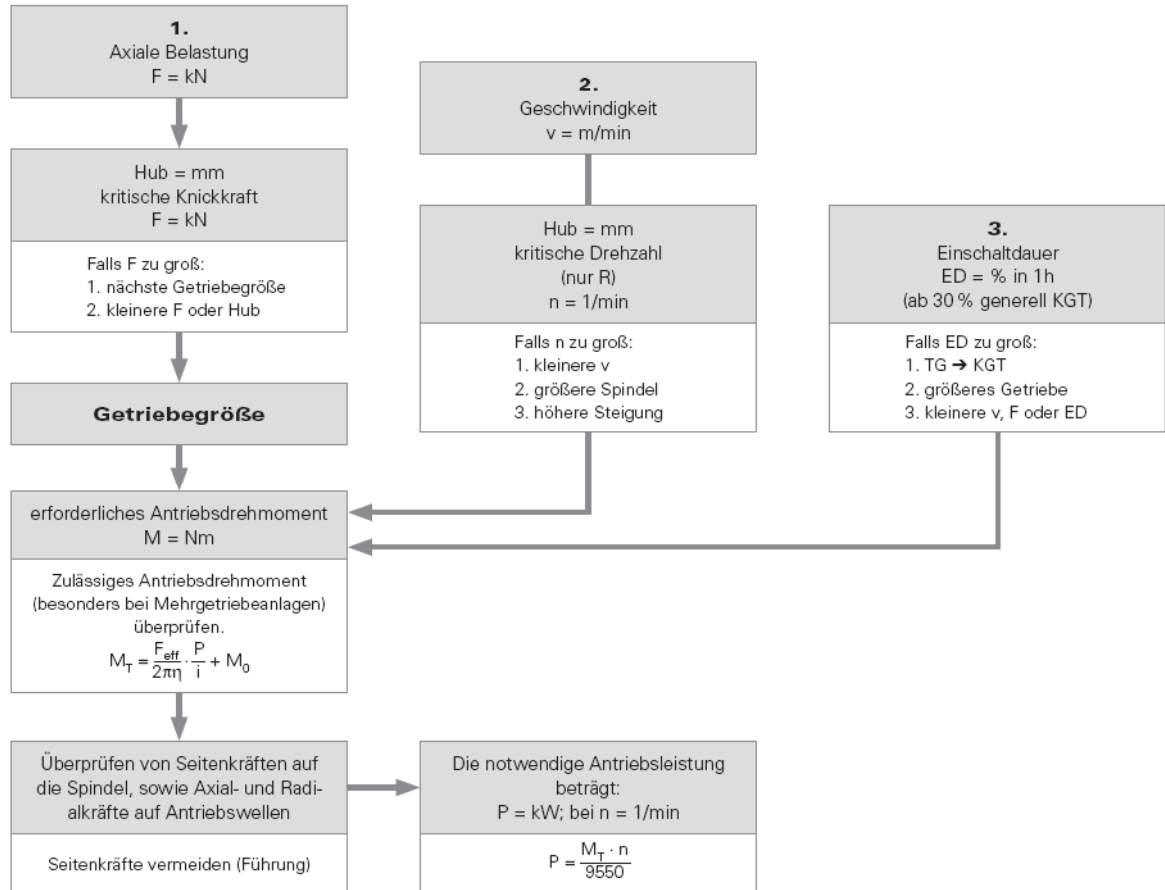 1.
Axiale Belastung
F = kN
Hub = mm
kritische Knickkraft
F = kN
Falls F zu groß:
1. nächste Getriebegröße
2. kleinere F oder Hub
Getriebegröße
2.
Geschwindigkeit
v = m/min
Hub = mm
kritische Drehzahl
(nur R)
n = 1/min
Falls n zu groß:
1. kleinere v
2. größere Spindel
3. höhere Steigung
3.
Einschaltdauer
ED = % in 1h
(ab 30 % generell KGT)
Falls ED zu groß:
1. TG ➔ KGT
2. größeres Getriebe
3. kleinere v, F oder ED
erforderliches Antriebsdrehmoment
M = Nm
Zulässiges Antriebsdrehmoment
(besonders bei Mehrgetriebeanlagen)
überprüfen.
M_T = F_eff/2πη · P/i + M_0
Überprüfen von Seitenkräften auf
die Spindel, sowie Axial- und Radi-
alkräfte auf Antriebswellen
Seitenkräfte vermeiden (Führung)
Die notwendige Antriebsleistung
beträgt:
P = kW; bei n = 1/min
P = M_T · n/9550